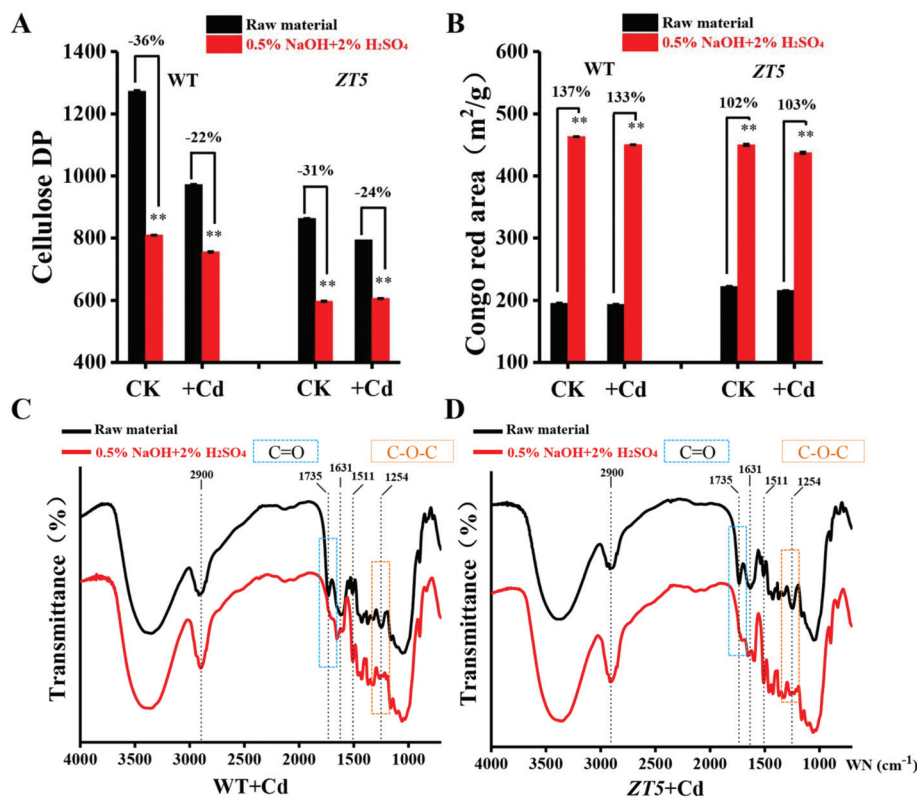 A
Raw material
0.5% NaOH+2% H₂SO₄
Cellulose DP
1400
1200
1000
800
600
400
-36%
WT
-22%
ZT5
-31%
-24%
**
**
**
**
CK
+Cd
CK
+Cd
B
Raw material
0.5% NaOH+2% H₂SO₄
Congo red area (m²/g)
600
500
400
300
200
100
WT
ZT5
137%
133%
102%
103%
**
**
**
**
CK
+Cd
CK
+Cd
C
Raw material
0.5% NaOH+2% H₂SO₄
C=O
C-O-C
2900
1735
1631
1511
1254
Transmittance (%)
4000
3500
3000
2500
2000
1500
1000
WT+Cd
D
Raw material
0.5% NaOH+2% H₂SO₄
C=O
C-O-C
2900
1735
1631
1511
1254
Transmittance (%)
4000
3500
3000
2500
2000
1500
1000
WN (cm⁻¹)
ZT5+Cd